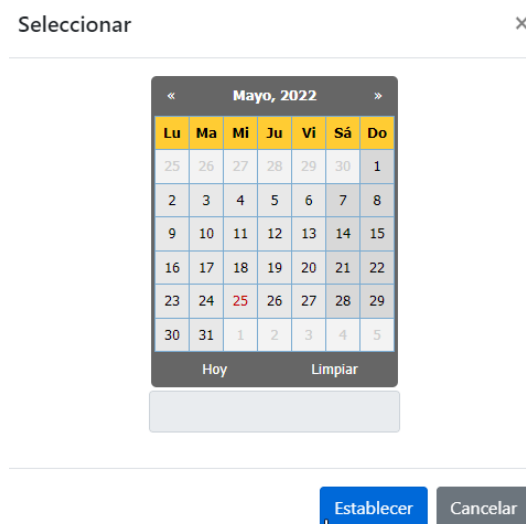 Seleccionar ×
« Mayo, 2022 »
Lu Ma Mi Ju Vi Sá Do
25 26 27 28 29 30 1
2 3 4 5 6 7 8
9 10 11 12 13 14 15
16 17 18 19 20 21 22
23 24 25 26 27 28 29
30 31 1 2 3 4 5
Hoy Limpiar
Establecer Cancelar